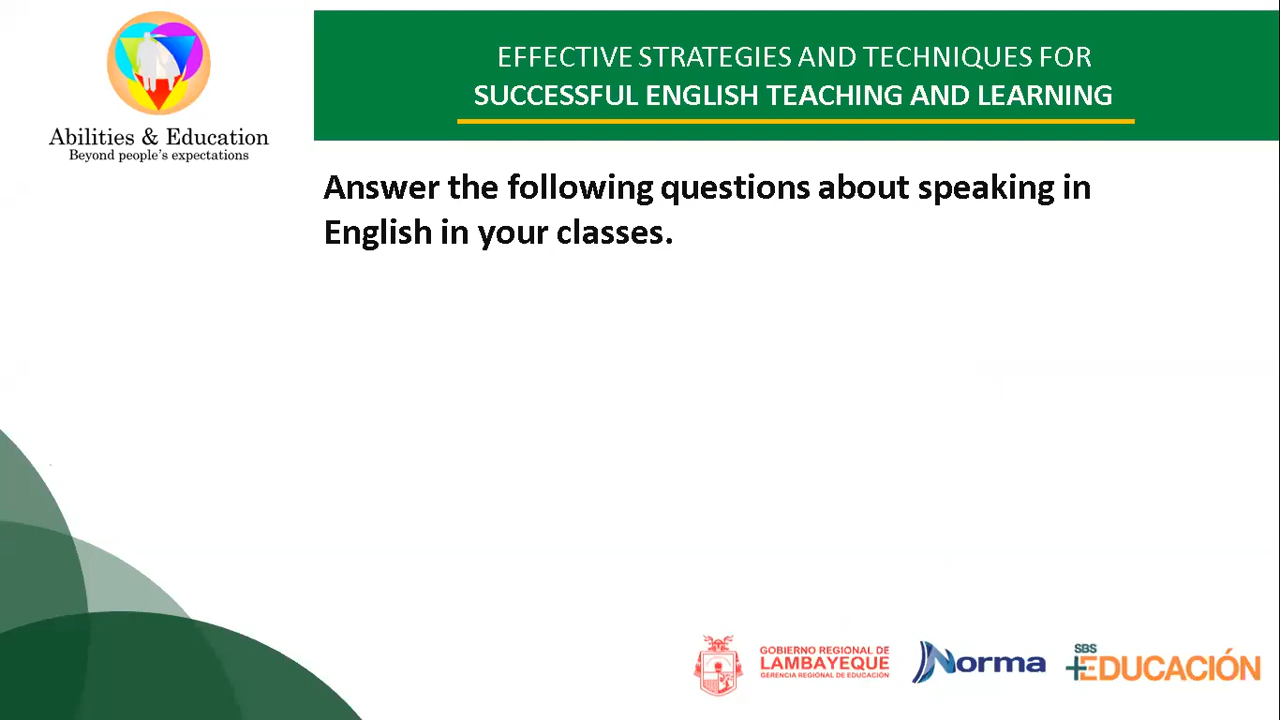 EFFECTIVE STRATEGIES AND TECHNIQUES FOR
SUCCESSFUL ENGLISH TEACHING AND LEARNING
Abilities & Education
Beyond people's expectations
Answer the following questions about speaking in
English in your classes.
GOBIERNO REGIONAL DE
LAMBAYEQUE
GERENCIA REGIONAL DE EDUCACIÓN
Norma
SBS
EDUCACIÓN